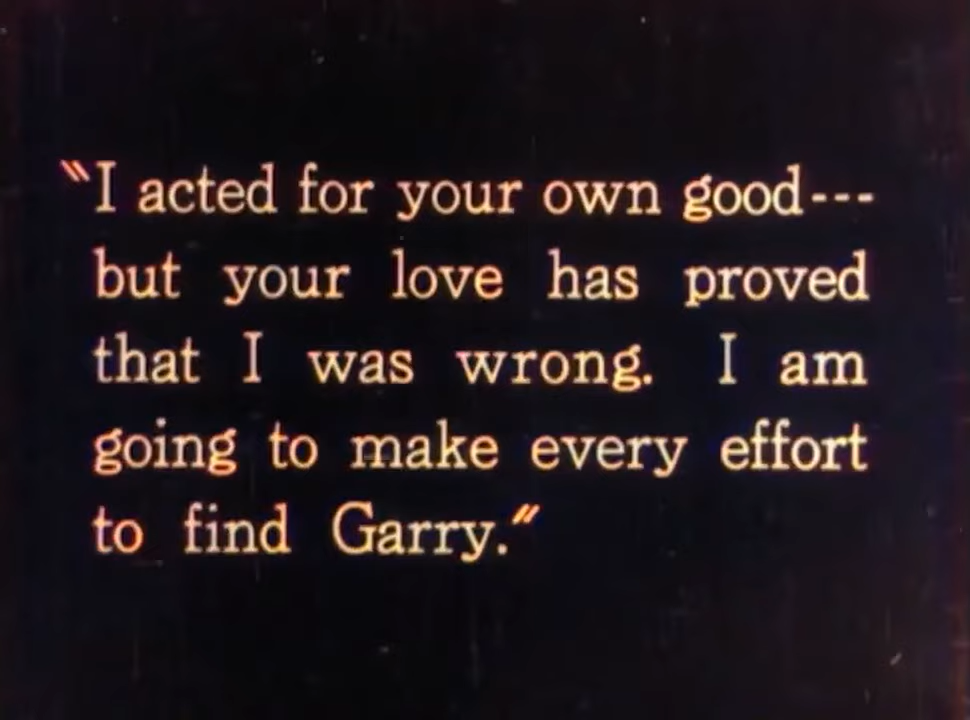 "I acted for your own good---
but your love has proved
that I was wrong. I am
going to make every effort
to find Garry."